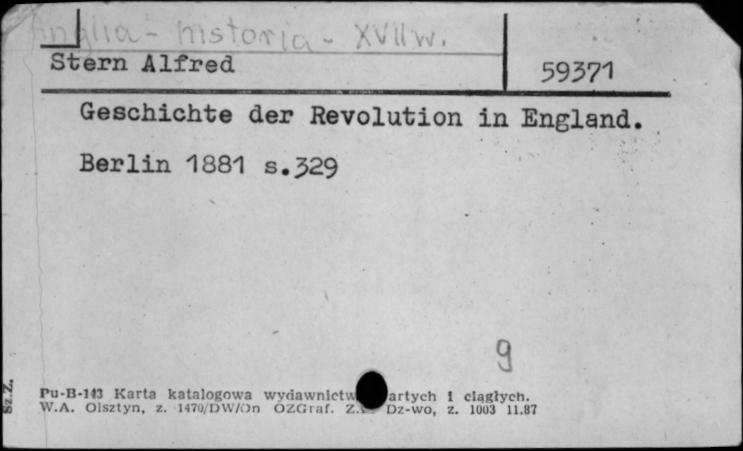 Anglia - historia - XVII w.
Stern Alfred
59371
Geschichte der Revolution in England.
Berlin 1881 s.329
9
Sz.Z.
Pu-B-143 Karta katalogowa wydawnictw artych i ciągłych.
W.A. Olsztyn, z. 1470/DW/On OZGraf. Z. Dz-wo, z. 1003 11.87